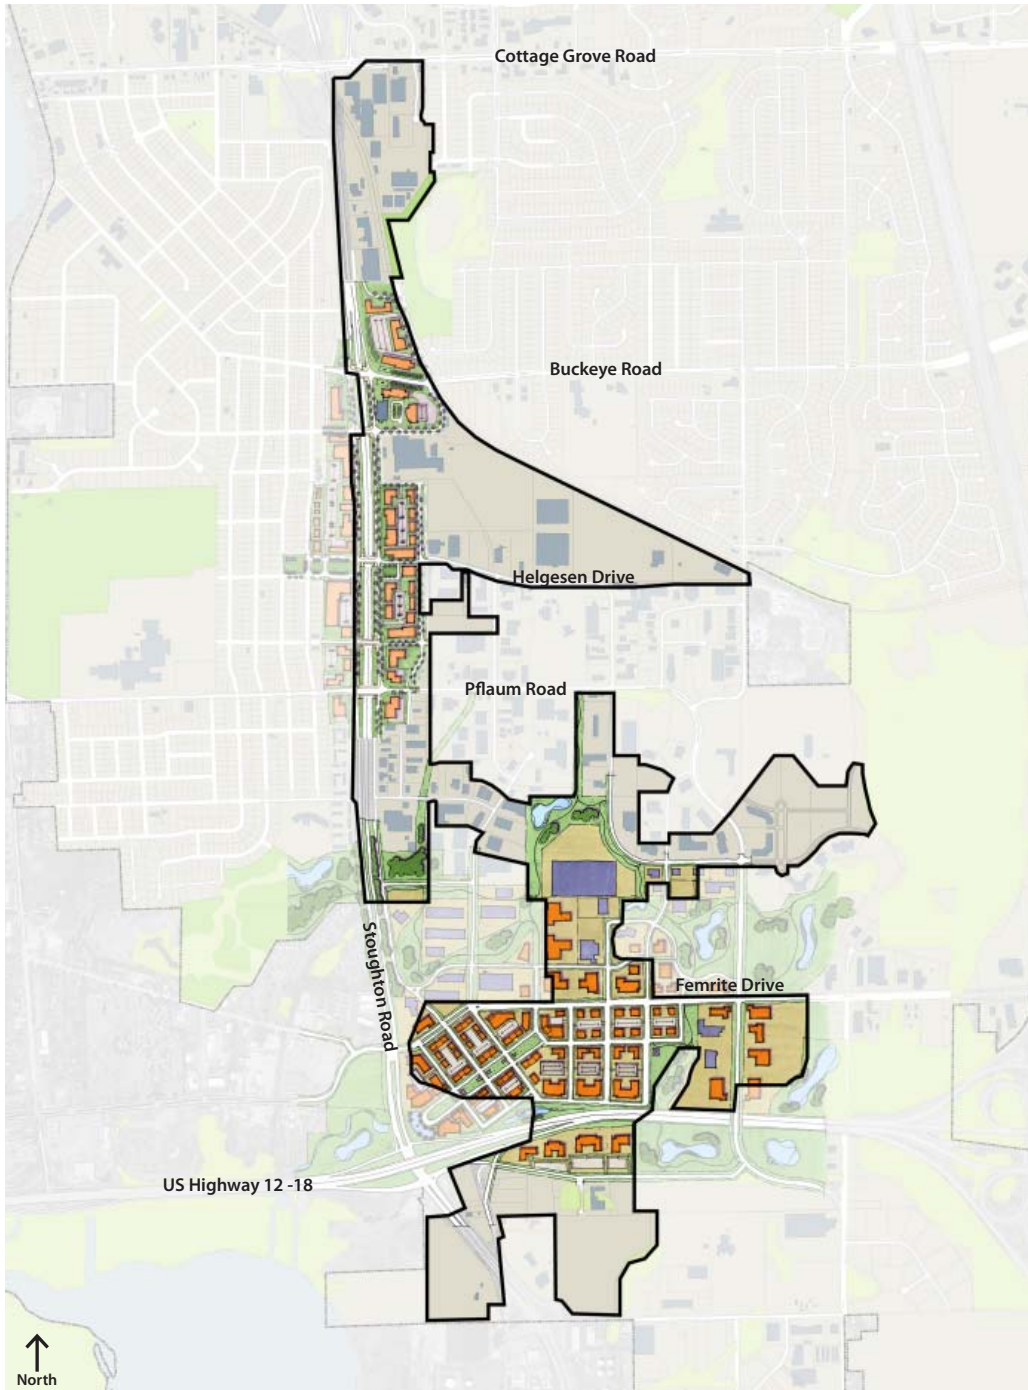 Cottage Grove Road
Buckeye Road
Helgesen Drive
Pflaum Road
Stoughton Road
Femrite Drive
US Highway 12 -18
North